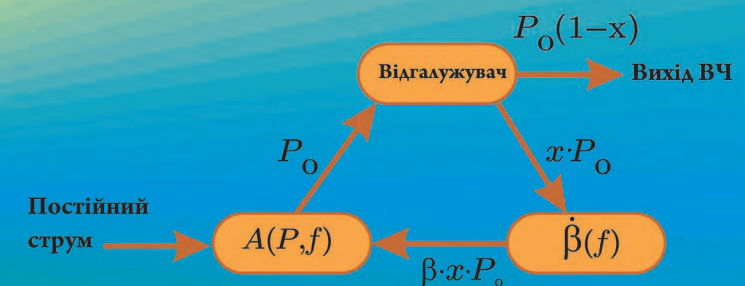 P_O(1−x)
Відгалужувач
Вихід ВЧ
P_O
x·P_O
Постійний
струм
A(P,f)
β̇(f)
β·x·P_o